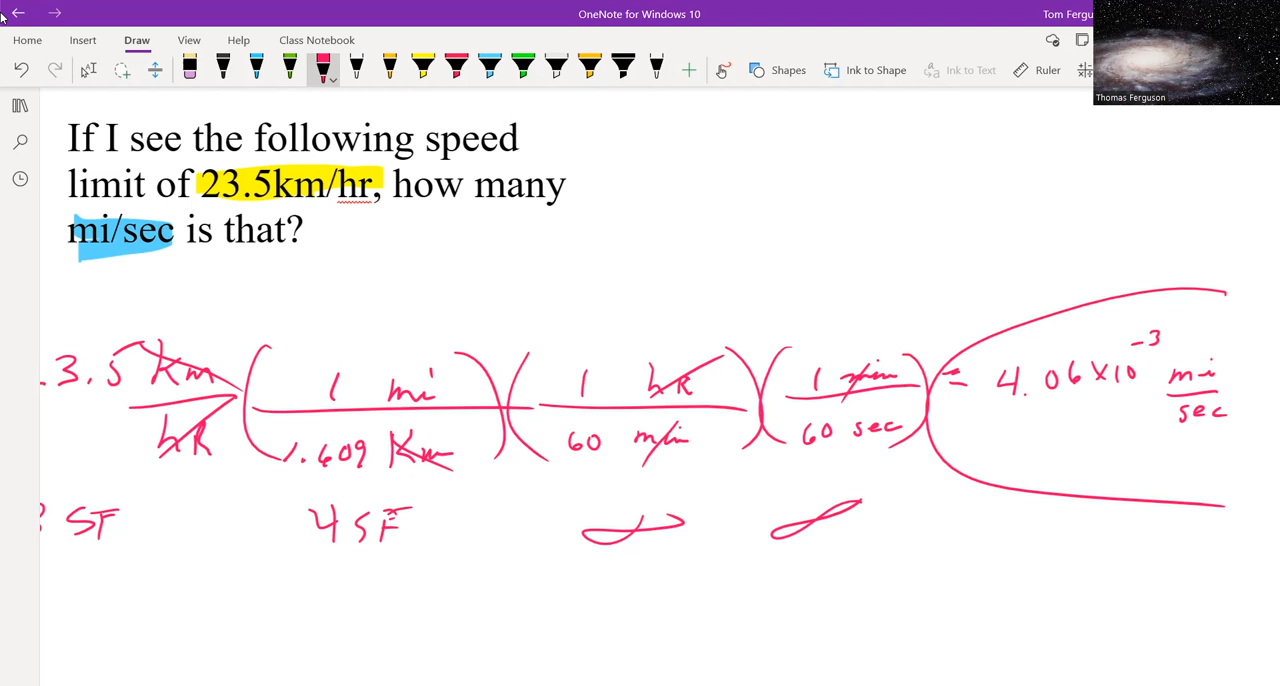 OneNote for Windows 10
Tom Fergu
Home Insert Draw View Help Class Notebook
Shapes Ink to Shape Ink to Text Ruler
Thomas Ferguson
If I see the following speed
limit of 23.5km/hr, how many
mi/sec is that?
3.5 Km/hR (1 mi/1.609 Km) (1 hR/60 min) (1 min/60 sec) = 4.06x10⁻³ mi/sec
SF 4 SF ∞ ∞